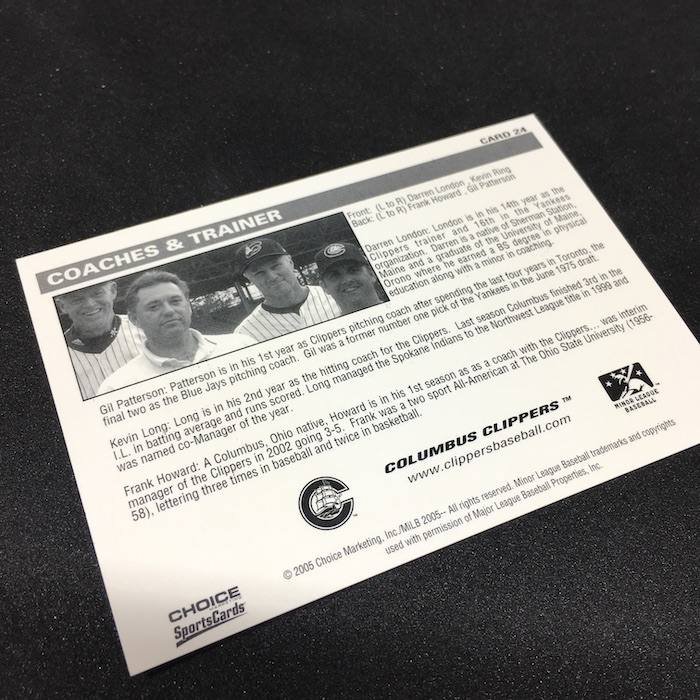 CARD 24
COACHES & TRAINER
Front: (L to R) Darren London , Kevin Ring
Back: (L to R) Frank Howard , Gil Patterson
Darren London: London is in his 14th year as the
Clippers trainer and 16th in the Yankees
organization. Darren is a native of Sherman Station,
Maine and a graduate of the University of Maine,
Orono where he earned a BS degree in physical
education along with a minor in coaching.
Gil Patterson: Patterson is in his 1st year as Clippers pitching coach after spending the last four years in Toronto, the
final two as the Blue Jays pitching coach. Gil was a former number one pick of the Yankees in the June 1975 draft.
Kevin Long: Long is in his 2nd year as the hitting coach for the Clippers. Last season Columbus finished 3rd in the
I.L. in batting average and runs scored. Long managed the Spokane Indians to the Northwest League title in 1999 and
was named co-Manager of the year.
Frank Howard: A Columbus, Ohio native, Howard is in his 1st season as as a coach with the Clippers... was interim
manager of the Clippers in 2002 going 3-5. Frank was a two sport All-American at The Ohio State University (1956-
58), lettering three times in baseball and twice in basketball.
COLUMBUS CLIPPERS™
www.clippersbaseball.com
MINOR LEAGUE
BASEBALL™
© 2005 Choice Marketing, Inc./MILB 2005-- All rights reserved. Minor League Baseball trademarks and copyrights
used with permission of Major League Baseball Properties, Inc.
CHOICE
SportsCards